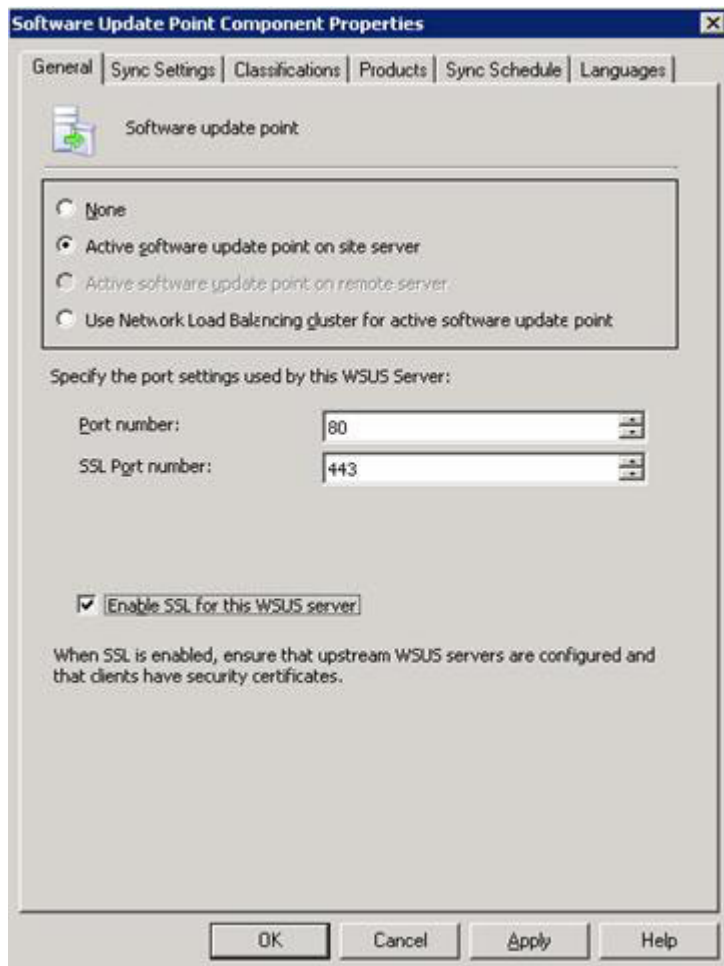 Software Update Point Component Properties
General Sync Settings Classifications Products Sync Schedule Languages
Software update point
None
Active software update point on site server
Active software update point on remote server
Use Network Load Balancing cluster for active software update point
Specify the port settings used by this WSUS Server:
Port number: 80
SSL Port number: 443
Enable SSL for this WSUS server
When SSL is enabled, ensure that upstream WSUS servers are configured and
that clients have security certificates.
OK Cancel Apply Help